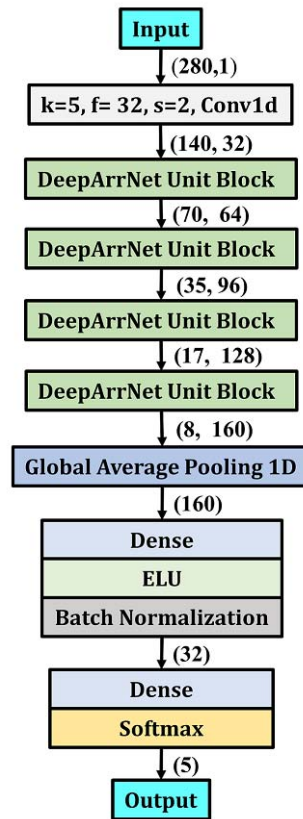 Input
(280,1)
k=5, f= 32, s=2, Conv1d
(140, 32)
DeepArrNet Unit Block
(70, 64)
DeepArrNet Unit Block
(35, 96)
DeepArrNet Unit Block
(17, 128)
DeepArrNet Unit Block
(8, 160)
Global Average Pooling 1D
(160)
Dense
ELU
Batch Normalization
(32)
Dense
Softmax
(5)
Output